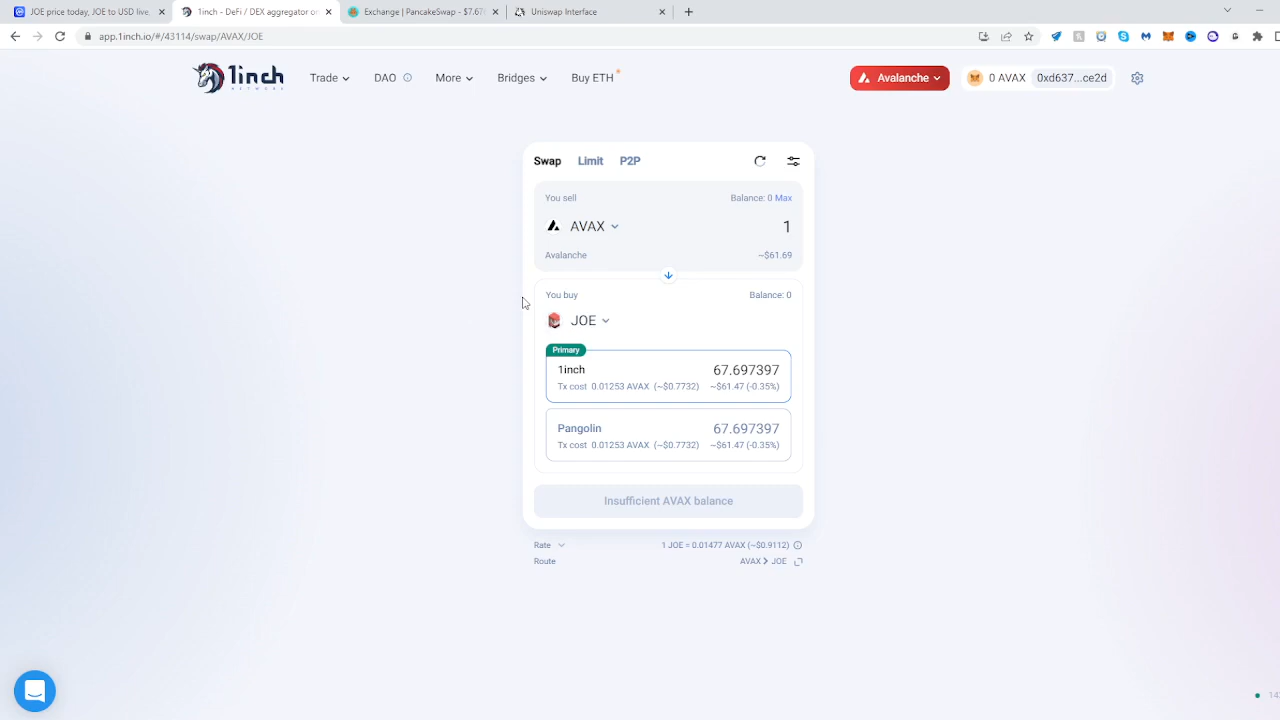 JOE price today, JOE to USD live,
1inch - DeFi / DEX aggregator on
Exchange | PancakeSwap - $7.67
Uniswap Interface
app.1inch.io/#/43114/swap/AVAX/JOE
1inch
NETWORK
Trade
DAO
More
Bridges
Buy ETH
Avalanche
0 AVAX
0xd637...ce2d
Swap
Limit
P2P
You sell
Balance: 0 Max
AVAX
1
Avalanche
~$61.69
You buy
Balance: 0
JOE
Primary
1inch
67.697397
Tx cost 0.01253 AVAX (~$0.7732)
~$61.47 (-0.35%)
Pangolin
67.697397
Tx cost 0.01253 AVAX (~$0.7732)
~$61.47 (-0.35%)
Insufficient AVAX balance
Rate
1 JOE = 0.01477 AVAX (~$0.9112)
Route
AVAX > JOE